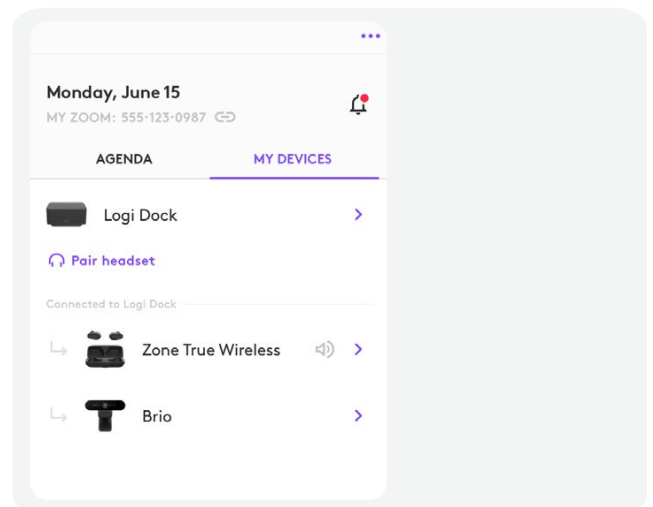 Monday, June 15
MY ZOOM: 555·123·0987
AGENDA MY DEVICES
Logi Dock
Pair headset
Connected to Logi Dock
Zone True Wireless
Brio